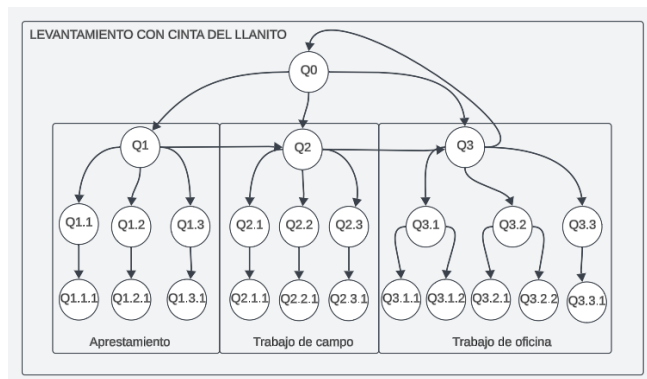 LEVANTAMIENTO CON CINTA DEL LLANITO
Q0
Q1 Q2 Q3
Q1.1 Q1.2 Q1.3 Q2.1 Q2.2 Q2.3 Q3.1 Q3.2 Q3.3
Q1.1.1 Q1.2.1 Q1.3.1 Q2.1.1 Q2.2.1 Q2.3.1 Q3.1.1 Q3.1.2 Q3.2.1 Q3.2.2 Q3.3.1
Aprestamiento Trabajo de campo Trabajo de oficina